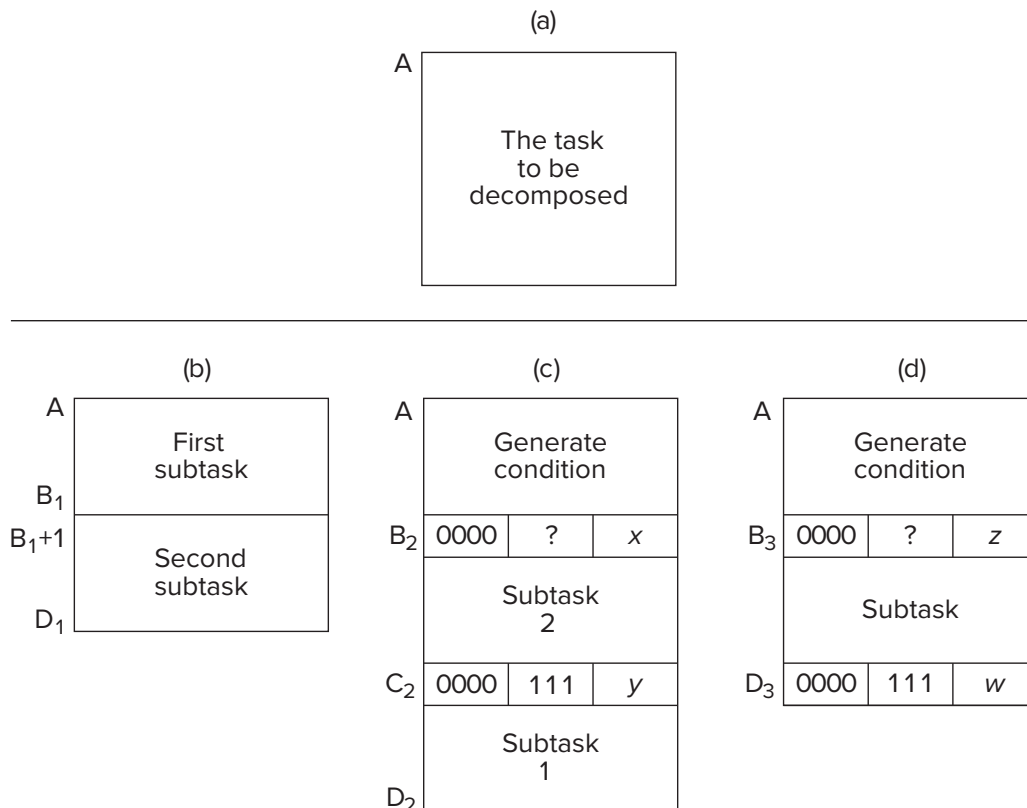 (a)
A
The task
to be
decomposed
(b)
A
First
subtask
B₁
B₁+1
Second
subtask
D₁
(c)
A
Generate
condition
B₂ 0000 ? x
Subtask
2
C₂ 0000 111 y
Subtask
1
D₂
(d)
A
Generate
condition
B₃ 0000 ? z
Subtask
D₃ 0000 111 w